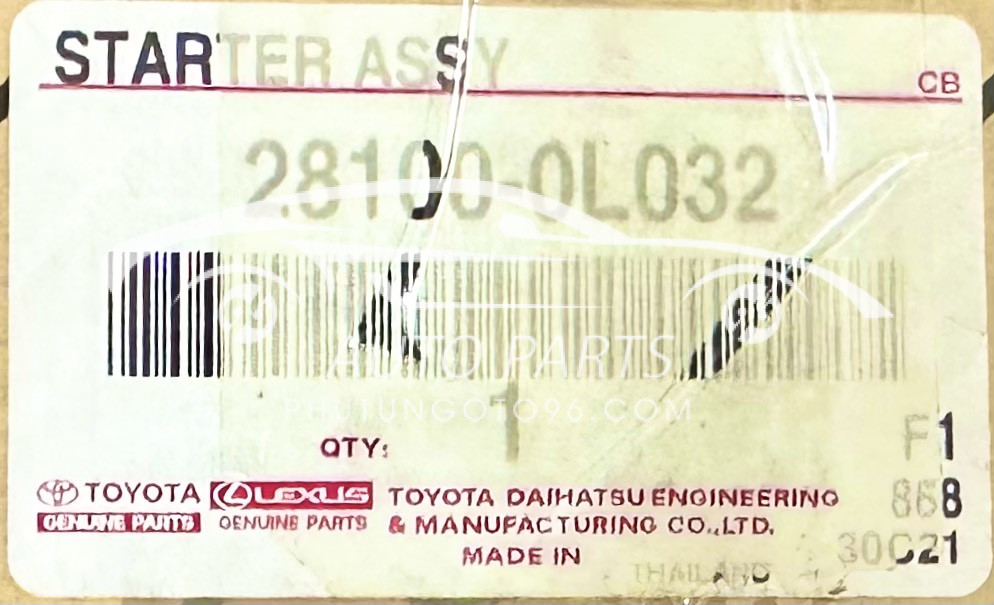 STARTER ASSY
CB
28100-0L032
AUTO PARTS
PHUTUNGOTO96.COM
1
QTY:
F1
TOYOTA LEXUS TOYOTA DAIHATSU ENGINEERING
GENUINE PARTS GENUINE PARTS & MANUFACTURING CO.,LTD.
868
MADE IN THAILAND
30C21